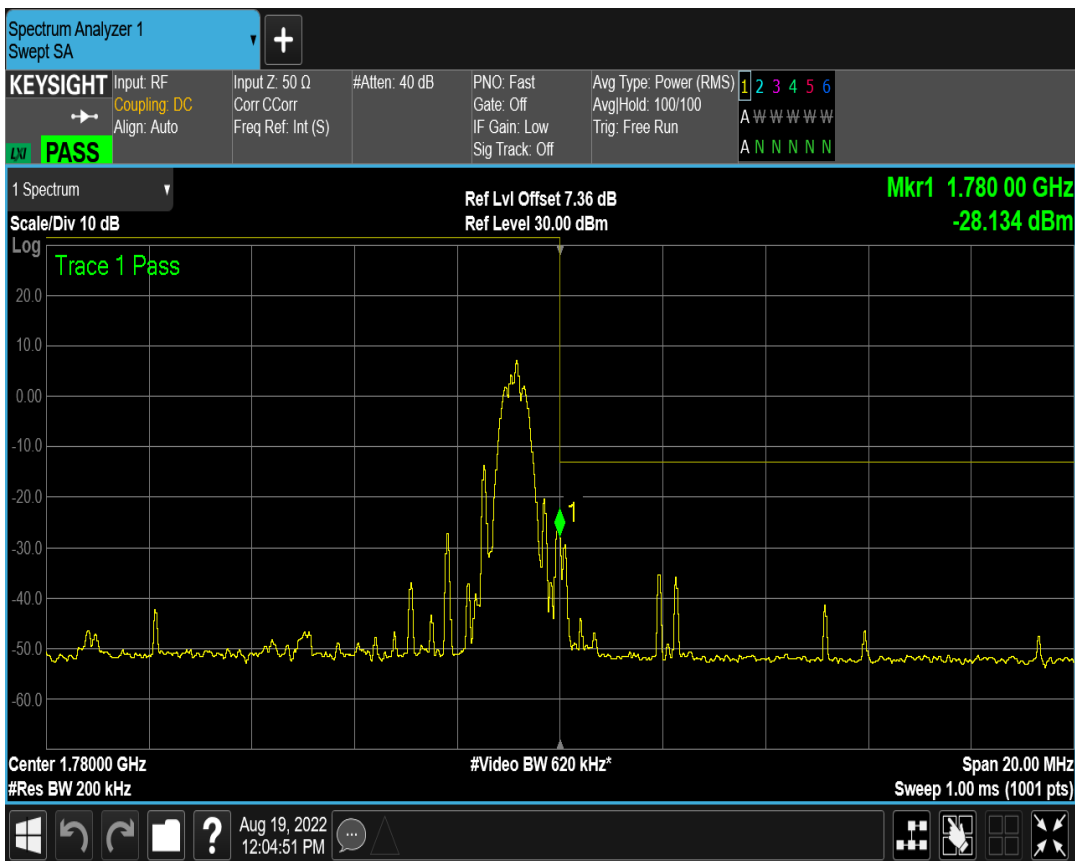 Spectrum Analyzer 1
Swept SA
+
KEYSIGHT
LXI PASS
Input: RF
Coupling: DC
Align: Auto
Input Z: 50 Ω
Corr CCorr
Freq Ref: Int (S)
#Atten: 40 dB
PNO: Fast
Gate: Off
IF Gain: Low
Sig Track: Off
Avg Type: Power (RMS)
Avg|Hold: 100/100
Trig: Free Run
1 2 3 4 5 6
A W W W W W
A N N N N N
1 Spectrum
Scale/Div 10 dB
Ref Lvl Offset 7.36 dB
Ref Level 30.00 dBm
Mkr1 1.780 00 GHz
-28.134 dBm
Log
Trace 1 Pass
20.0
10.0
0.00
-10.0
-20.0
1
-30.0
-40.0
-50.0
-60.0
Center 1.78000 GHz
#Video BW 620 kHz*
Span 20.00 MHz
#Res BW 200 kHz
Sweep 1.00 ms (1001 pts)
?
Aug 19, 2022
12:04:51 PM